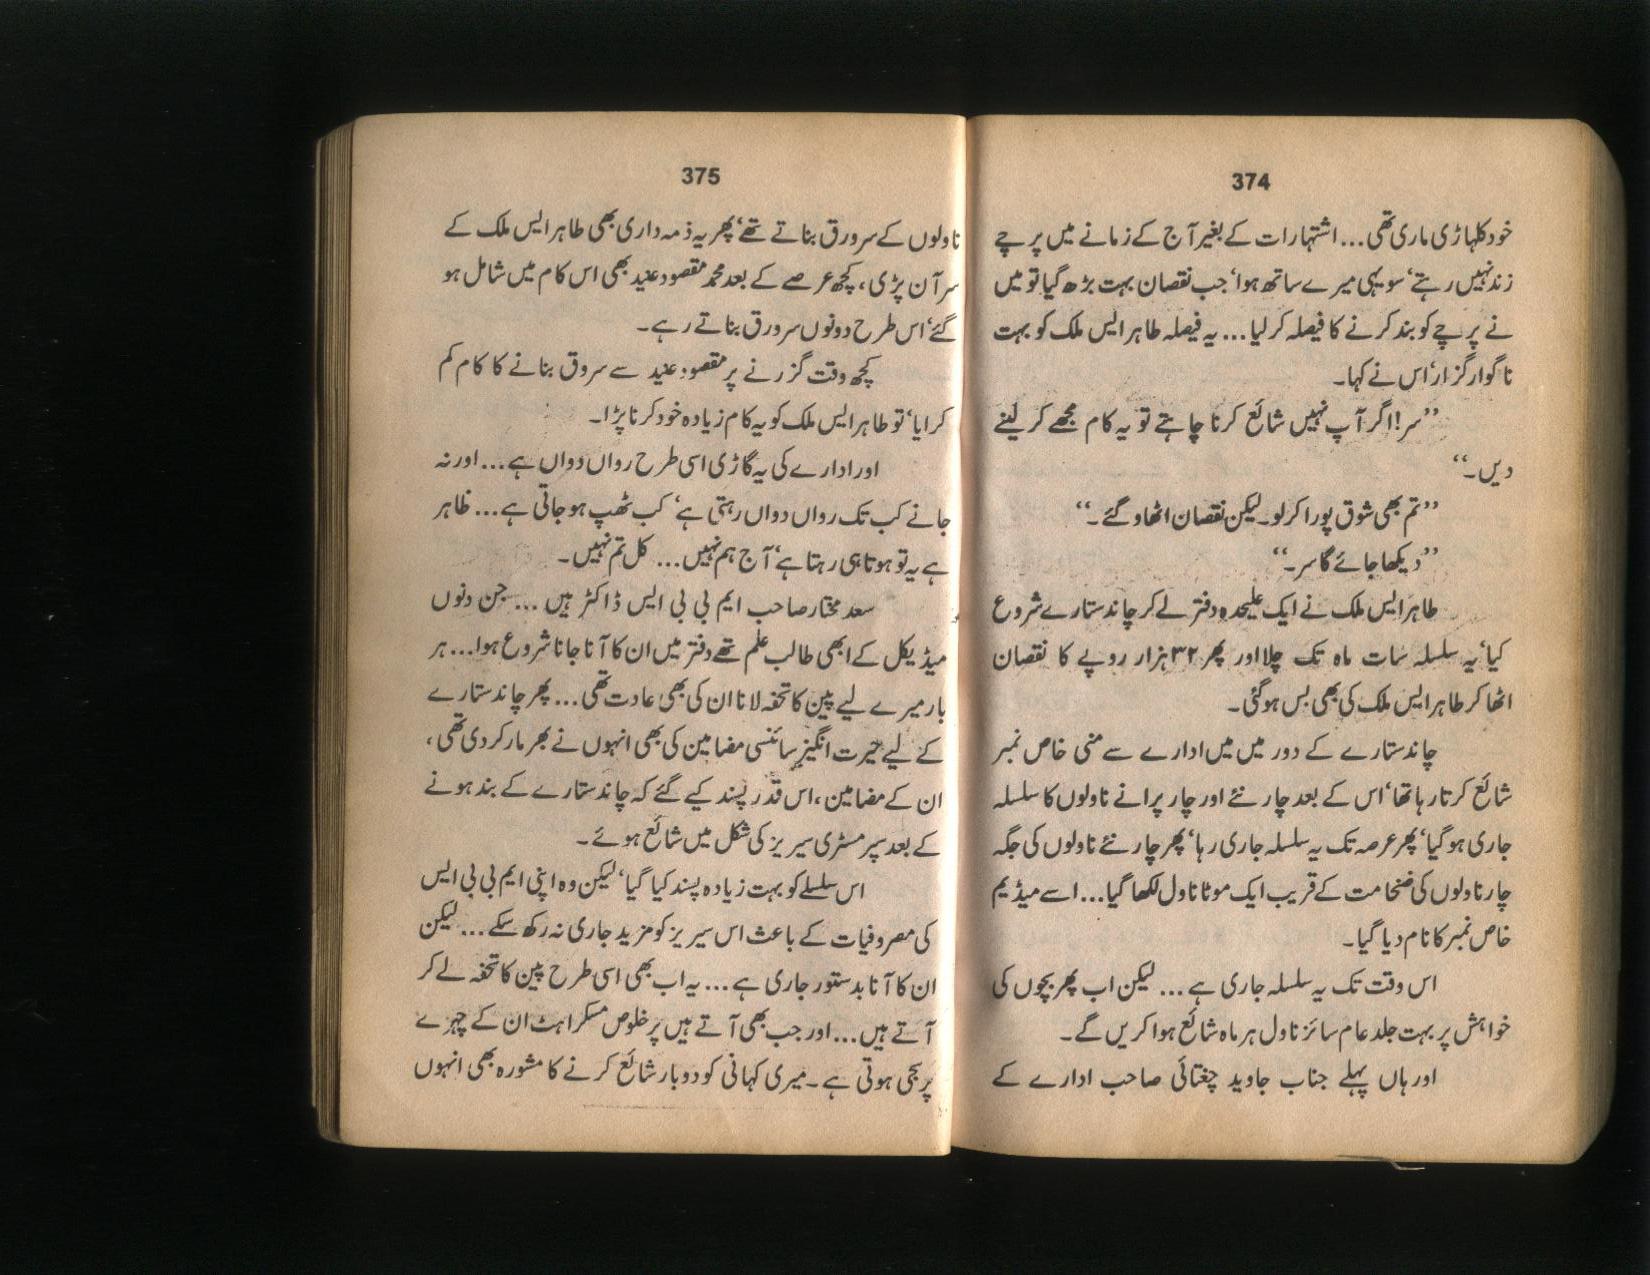 374
خود کلہاڑی ماری تھی... اشتہارات کے بغیر آج کے زمانے میں پرچے
زندہ نہیں رہتے‘ سو یہی میرے ساتھ ہوا‘ جب نقصان بہت بڑھ گیا تو میں
نے پرچے کو بند کرنے کا فیصلہ کر لیا... یہ فیصلہ طاہر ایس ملک کو بہت
ناگوار گزرا‘ اس نے کہا۔
’’سر! اگر آپ نہیں شائع کرنا چاہتے تو یہ کام مجھے کر لینے
دیں۔‘‘
’’تم بھی شوق پورا کر لو۔ لیکن نقصان اٹھاؤ گے۔‘‘
’’دیکھا جائے گا سر۔‘‘
طاہر ایس ملک نے ایک علیحدہ دفتر لے کر چاند ستارے شروع
کیا‘ یہ سلسلہ سات ماہ تک چلا اور پھر ۳۲ ہزار روپے کا نقصان
اٹھا کر طاہر ایس ملک کی بھی بس ہو گئی۔
چاند ستارے کے دور میں میں ادارے سے منی خاص نمبر
شائع کرتا رہا تھا‘ اس کے بعد چار نئے اور چار پرانے ناولوں کا سلسلہ
جاری ہو گیا‘ پھر عرصہ تک یہ سلسلہ جاری رہا‘ پھر چار نئے ناولوں کی جگہ
چار ناولوں کی ضخامت کے قریب ایک موٹا ناول لکھا گیا... اسے میڈیم
خاص نمبر کا نام دیا گیا۔
اس وقت تک یہ سلسلہ جاری ہے... لیکن اب پھر بچوں کی
خواہش پر بہت جلد عام سائز ناول ہر ماہ شائع ہوا کریں گے۔
اور ہاں پہلے جناب جاوید چغتائی صاحب ادارے کے
375
ناولوں کے سرورق بناتے تھے‘ پھر یہ ذمہ داری بھی طاہر ایس ملک کے
سر آن پڑی، کچھ عرصے کے بعد محمد مقصود عنید بھی اس کام میں شامل ہو
گئے‘ اس طرح دونوں سرورق بناتے رہے۔
کچھ وقت گزرنے پر مقصود عنید سے سروق بنانے کا کام کم
کرایا‘ تو طاہر ایس ملک کو یہ کام زیادہ خود کرنا پڑا۔
اور ادارے کی یہ گاڑی اسی طرح رواں دواں ہے... اور نہ
جانے کب تک رواں دواں رہتی ہے‘ کب ٹھپ ہو جاتی ہے... ظاہر
ہے یہ تو ہوتا ہی رہتا ہے‘ آج ہم نہیں... کل تم نہیں۔
سعد مختار صاحب ایم بی بی ایس ڈاکٹر ہیں... جن دنوں
میڈیکل کے ابھی طالب علم تھے دفتر میں ان کا آنا جانا شروع ہوا... ہر
بار میرے لیے پین کا تحفہ لانا ان کی بھی عادت تھی... پھر چاند ستارے
کے لیے حیرت انگیز سائنسی مضامین کی بھی انہوں نے بھر مار کر دی تھی،
ان کے مضامین، اس قدر پسند کیے گئے کہ چاند ستارے کے بند ہونے
کے بعد سپر مسٹری سیریز کی شکل میں شائع ہوئے۔
اس سلسلے کو بہت زیادہ پسند کیا گیا‘ لیکن وہ اپنی ایم بی بی ایس
کی مصروفیات کے باعث اس سیریز کو مزید جاری نہ رکھ سکے... لیکن
ان کا آنا بدستور جاری ہے... یہ اب بھی اسی طرح پین کا تحفہ لے کر
آتے ہیں... اور جب بھی آتے ہیں پر خلوص مسکراہٹ ان کے چہرے
پر سجی ہوتی ہے۔ میری کہانی کو دو بار شائع کرنے کا مشورہ بھی انہوں